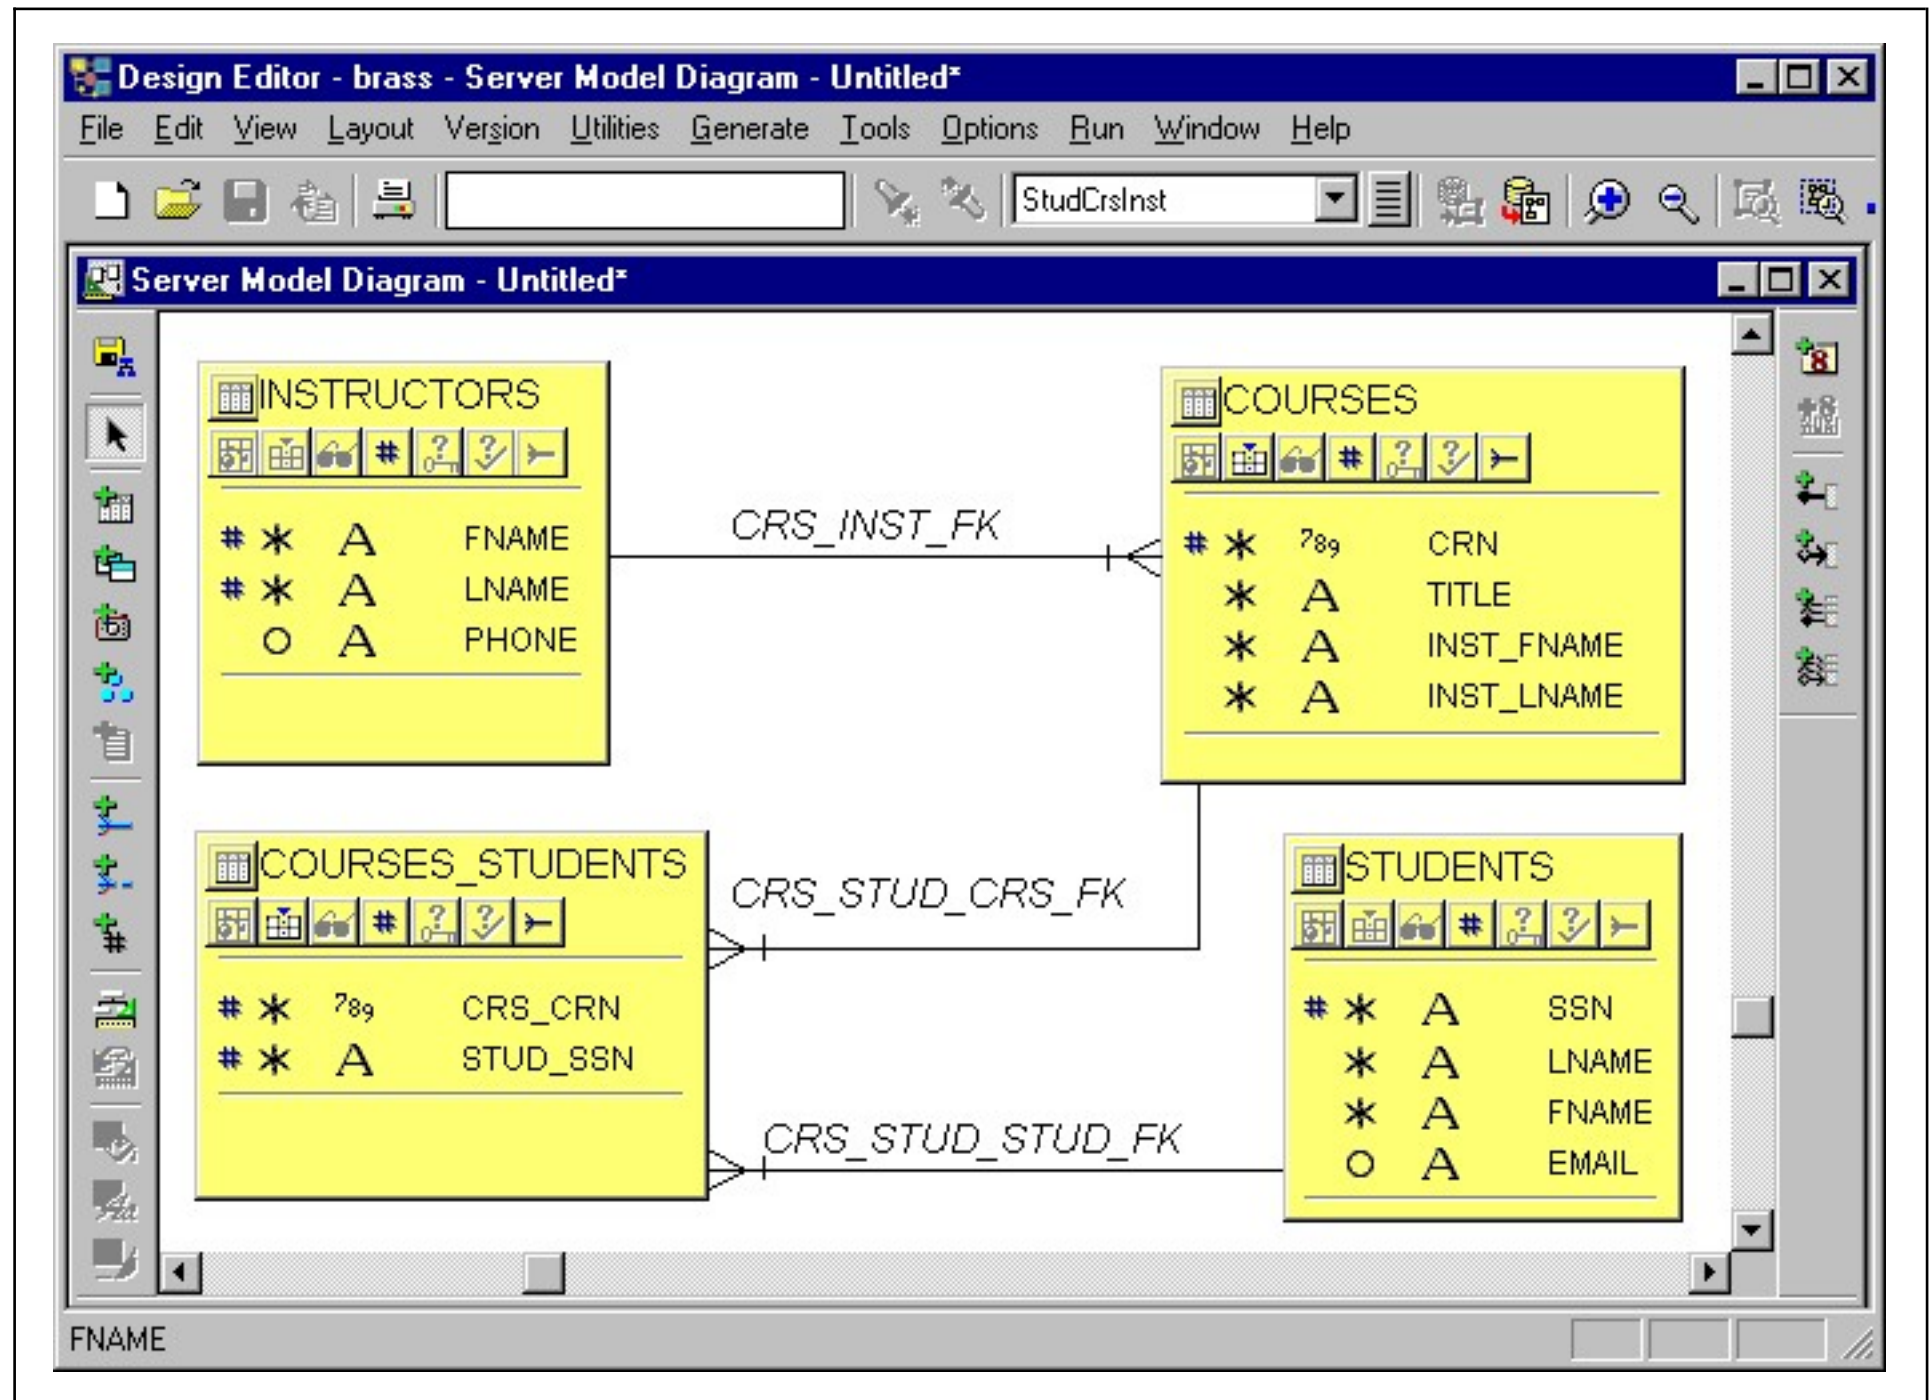 Design Editor - brass - Server Model Diagram - Untitled*
File Edit View Layout Version Utilities Generate Tools Options Run Window Help
StudCrsInst
Server Model Diagram - Untitled*
INSTRUCTORS
# * A FNAME
# * A LNAME
O A PHONE
CRS_INST_FK
COURSES
# * 789 CRN
* A TITLE
* A INST_FNAME
* A INST_LNAME
COURSES_STUDENTS
# * 789 CRS_CRN
# * A STUD_SSN
CRS_STUD_CRS_FK
CRS_STUD_STUD_FK
STUDENTS
# * A SSN
* A LNAME
* A FNAME
O A EMAIL
FNAME